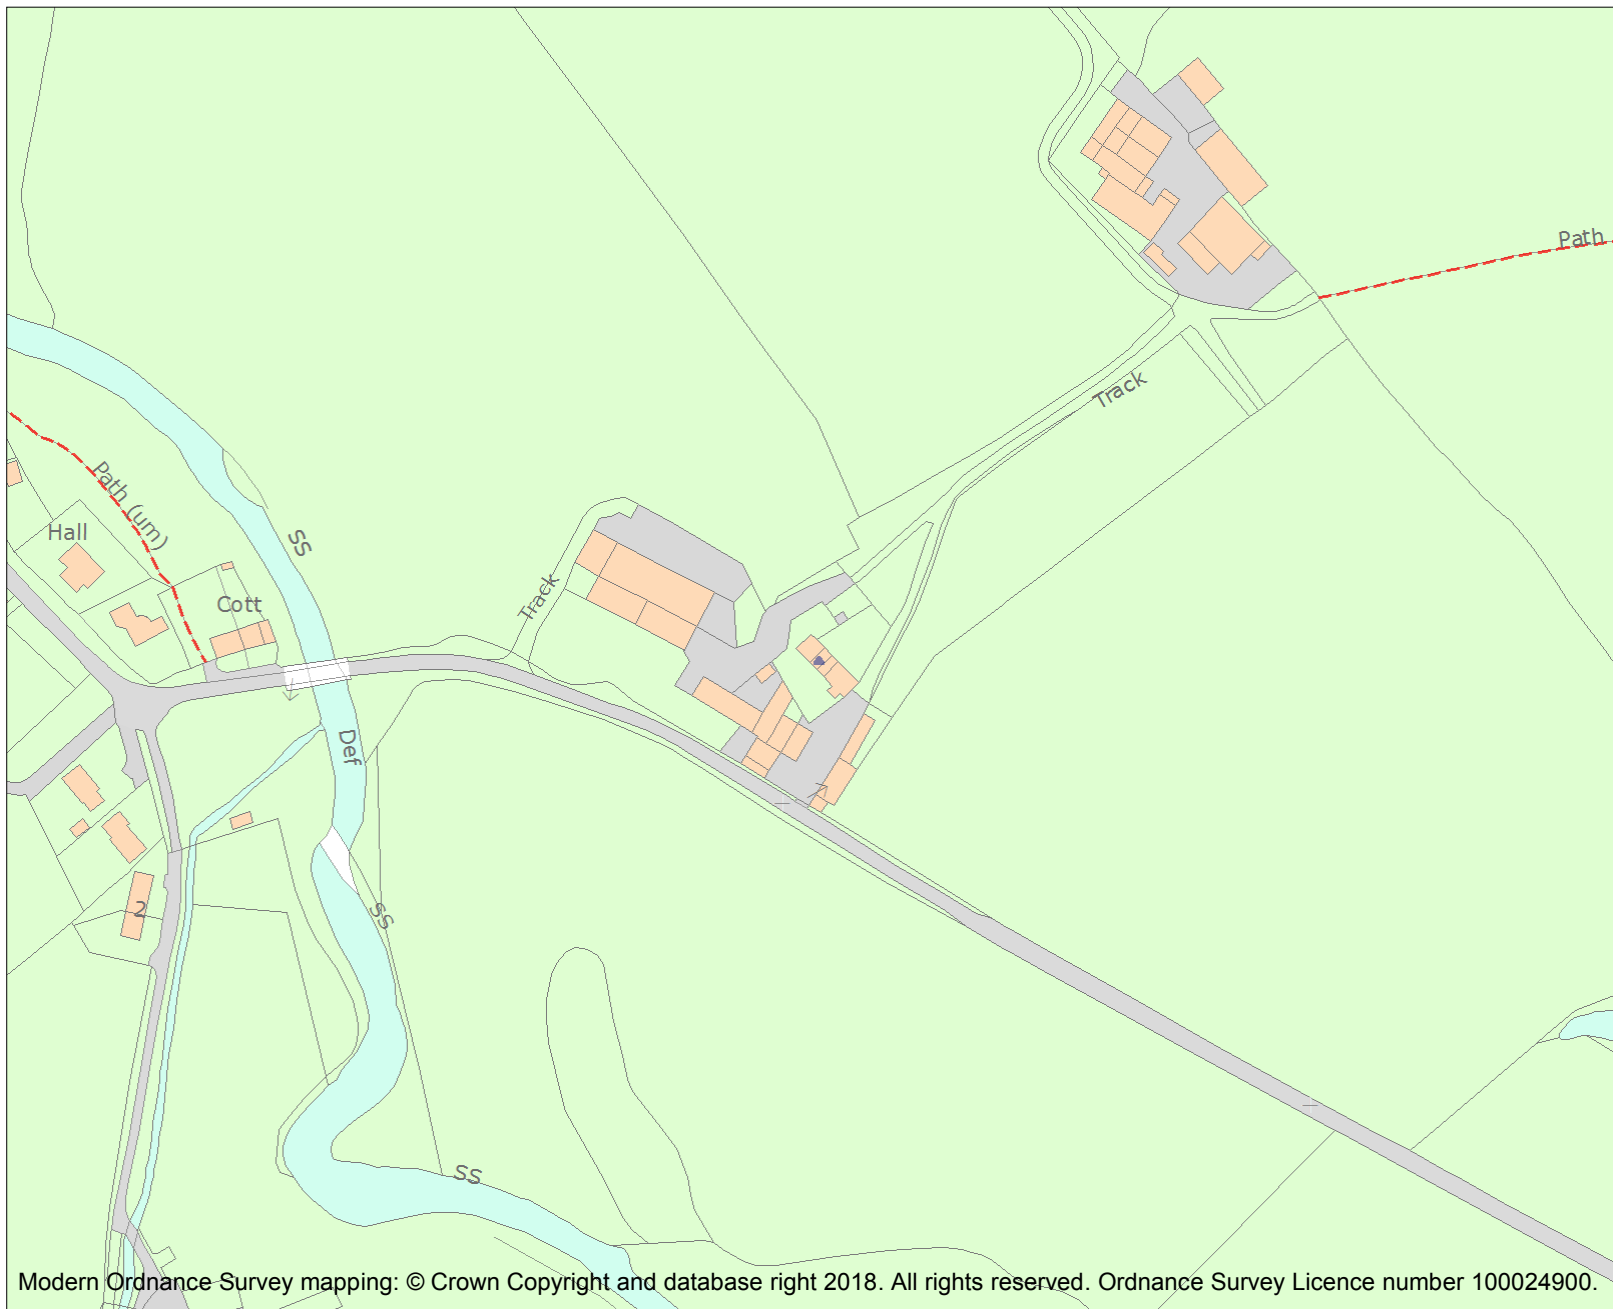 Path
Track
Path (um)
SS
Hall
Track
Cott
Def
2
SS
SS
Modern Ordnance Survey mapping: © Crown Copyright and database right 2018. All rights reserved. Ordnance Survey Licence number 100024900.